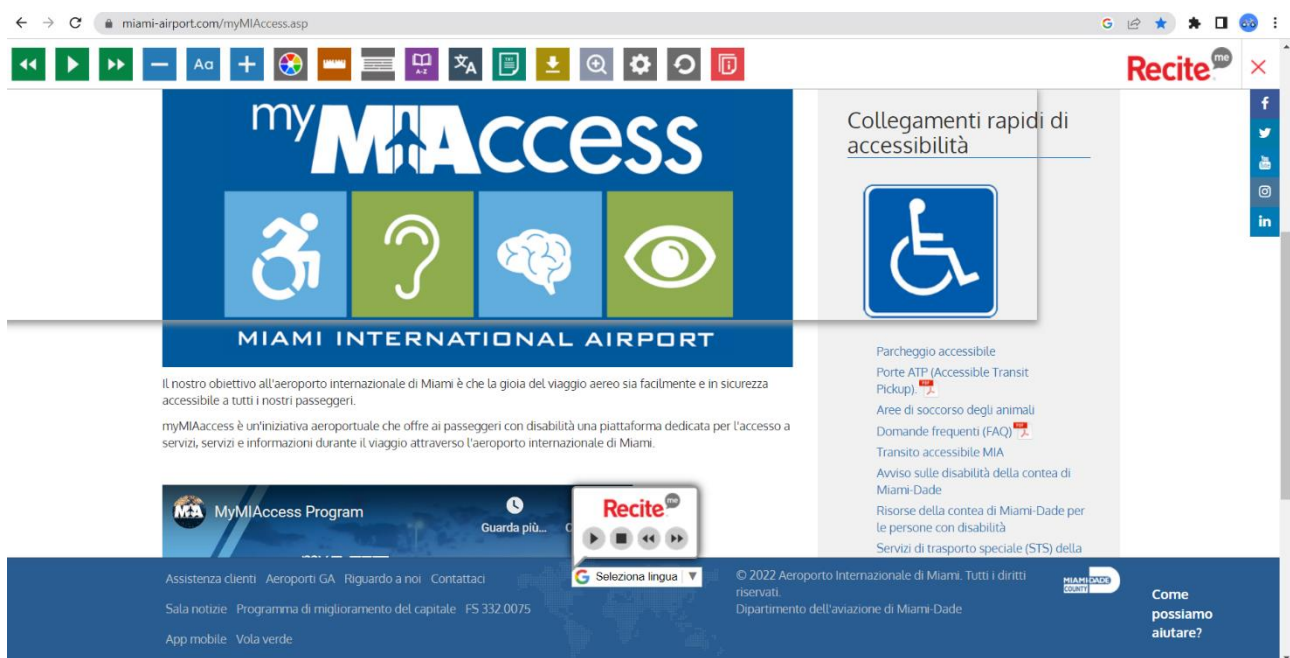 miami-airport.com/myMIAccess.asp
Aa
A-Z
Recite me
myMIAccess
MIAMI INTERNATIONAL AIRPORT
Il nostro obiettivo all'aeroporto internazionale di Miami è che la gioia del viaggio aereo sia facilmente e in sicurezza
accessibile a tutti i nostri passeggeri.
myMIAaccess è un'iniziativa aeroportuale che offre ai passeggeri con disabilità una piattaforma dedicata per l'accesso a
servizi, servizi e informazioni durante il viaggio attraverso l'aeroporto internazionale di Miami.
MIA
MyMIAccess Program
Guarda più...
Collegamenti rapidi di
accessibilità
Parcheggio accessibile
Porte ATP (Accessible Transit
Pickup).
Aree di soccorso degli animali
Domande frequenti (FAQ)
Transito accessibile MIA
Avviso sulle disabilità della contea di
Miami-Dade
Risorse della contea di Miami-Dade per
le persone con disabilità
Servizi di trasporto speciale (STS) della
Recite me
Seleziona lingua ▼
Assistenza clienti Aeroporti GA Riguardo a noi Contattaci
Sala notizie Programma di miglioramento del capitale FS 332.0075
App mobile Vola verde
© 2022 Aeroporto Internazionale di Miami. Tutti i diritti
riservati.
Dipartimento dell'aviazione di Miami-Dade
MIAMI-DADE
COUNTY
Come
possiamo
aiutare?